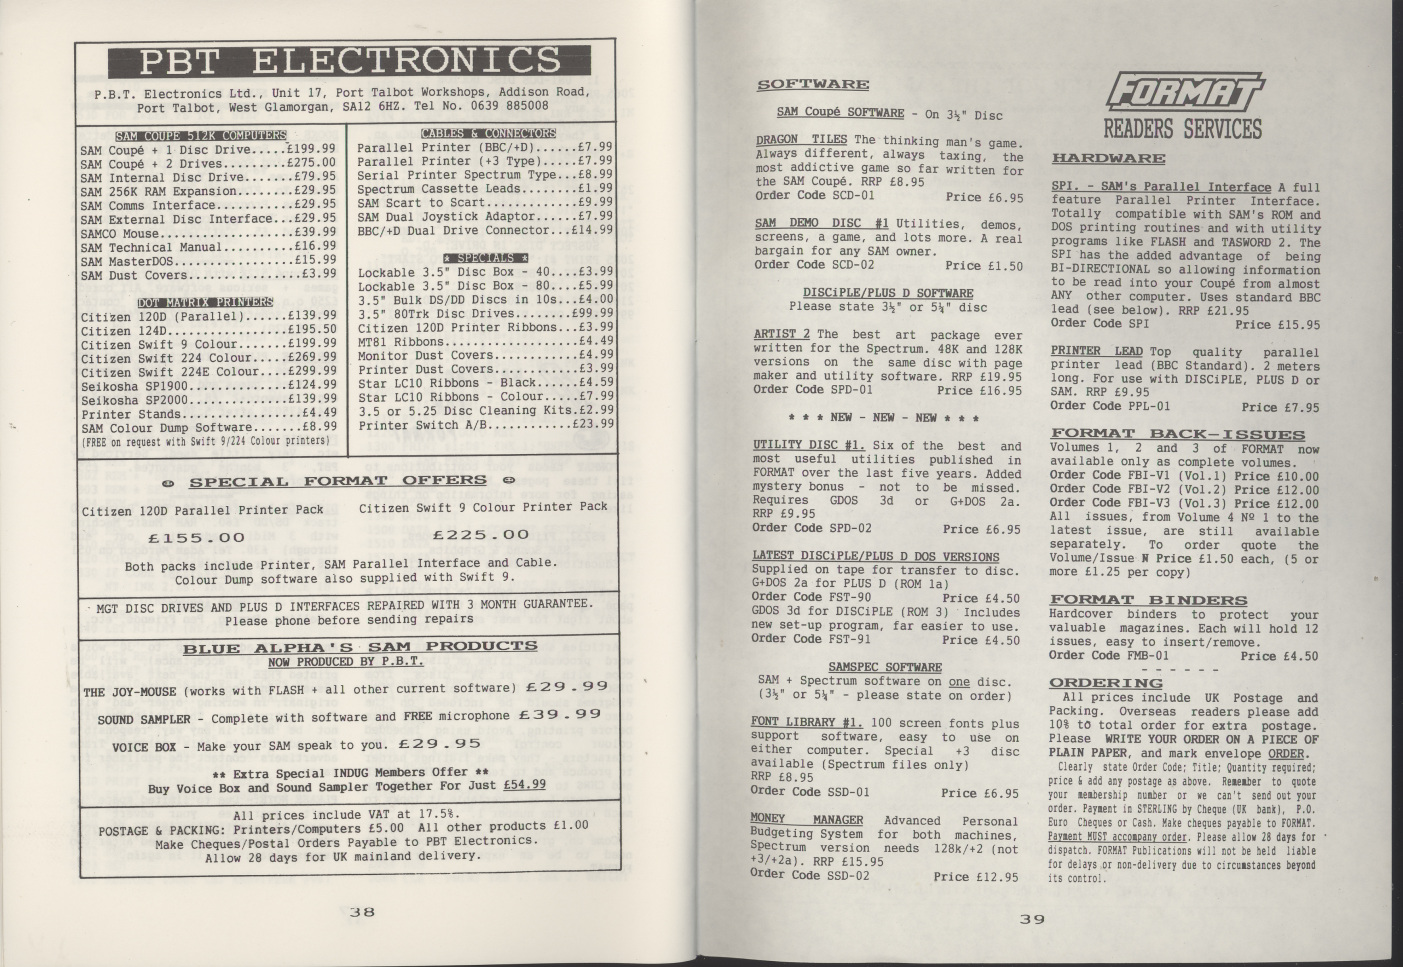 PBT ELECTRONICS
P.B.T. Electronics Ltd., Unit 17, Port Talbot Workshops, Addison Road,
Port Talbot, West Glamorgan, SA12 6HZ. Tel No. 0639 885008
SAM COUPE 512K COMPUTERS
SAM Coupé + 1 Disc Drive.....£199.99
SAM Coupé + 2 Drives........£275.00
SAM Internal Disc Drive......£79.95
SAM 256K RAM Expansion.......£29.95
SAM Comms Interface..........£29.95
SAM External Disc Interface...£29.95
SAMCO Mouse..................£39.99
SAM Technical Manual.........£16.99
SAM MasterDOS................£15.99
SAM Dust Covers...............£3.99
DOT MATRIX PRINTERS
Citizen 120D (Parallel)......£139.99
Citizen 124D.................£195.50
Citizen Swift 9 Colour.......£199.99
Citizen Swift 224 Colour.....£269.99
Citizen Swift 224E Colour....£299.99
Seikosha SP1900..............£124.99
Seikosha SP2000..............£139.99
Printer Stands.................£4.49
SAM Colour Dump Software.......£8.99
(FREE on request with Swift 9/224 Colour printers)
CABLES & CONNECTORS
Parallel Printer (BBC/+D)......£7.99
Parallel Printer (+3 Type).....£7.99
Serial Printer Spectrum Type...£8.99
Spectrum Cassette Leads........£1.99
SAM Scart to Scart.............£9.99
SAM Dual Joystick Adaptor......£7.99
BBC/+D Dual Drive Connector...£14.99
* SPECIALS *
Lockable 3.5" Disc Box - 40....£3.99
Lockable 3.5" Disc Box - 80....£5.99
3.5" Bulk DS/DD Discs in 10s...£4.00
3.5" 80Trk Disc Drives........£99.99
Citizen 120D Printer Ribbons...£3.99
MT81 Ribbons...................£4.49
Monitor Dust Covers............£4.99
Printer Dust Covers............£3.99
Star LC10 Ribbons - Black......£4.59
Star LC10 Ribbons - Colour.....£7.99
3.5 or 5.25 Disc Cleaning Kits.£2.99
Printer Switch A/B............£23.99
SPECIAL FORMAT OFFERS
Citizen 120D Parallel Printer Pack
Citizen Swift 9 Colour Printer Pack
£155.00
£225.00
Both packs include Printer, SAM Parallel Interface and Cable.
Colour Dump software also supplied with Swift 9.
MGT DISC DRIVES AND PLUS D INTERFACES REPAIRED WITH 3 MONTH GUARANTEE.
Please phone before sending repairs
BLUE ALPHA'S SAM PRODUCTS
NOW PRODUCED BY P.B.T.
THE JOY-MOUSE (works with FLASH + all other current software) £29.99
SOUND SAMPLER - Complete with software and FREE microphone £39.99
VOICE BOX - Make your SAM speak to you. £29.95
** Extra Special INDUG Members Offer **
Buy Voice Box and Sound Sampler Together For Just £54.99
All prices include VAT at 17.5%.
POSTAGE & PACKING: Printers/Computers £5.00 All other products £1.00
Make Cheques/Postal Orders Payable to PBT Electronics.
Allow 28 days for UK mainland delivery.
38
SOFTWARE
SAM Coupé SOFTWARE - On 3½" Disc
DRAGON TILES The thinking man's game.
Always different, always taxing, the
most addictive game so far written for
the SAM Coupé. RRP £8.95
Order Code SCD-01 Price £6.95
SAM DEMO DISC #1 Utilities, demos,
screens, a game, and lots more. A real
bargain for any SAM owner.
Order Code SCD-02 Price £1.50
DISCiPLE/PLUS D SOFTWARE
Please state 3½" or 5¼" disc
ARTIST 2 The best art package ever
written for the Spectrum. 48K and 128K
versions on the same disc with page
maker and utility software. RRP £19.95
Order Code SPD-01 Price £16.95
* * * NEW - NEW - NEW * * *
UTILITY DISC #1. Six of the best and
most useful utilities published in
FORMAT over the last five years. Added
mystery bonus - not to be missed.
Requires GDOS 3d or G+DOS 2a.
RRP £9.95
Order Code SPD-02 Price £6.95
LATEST DISCiPLE/PLUS D DOS VERSIONS
Supplied on tape for transfer to disc.
G+DOS 2a for PLUS D (ROM 1a)
Order Code FST-90 Price £4.50
GDOS 3d for DISCiPLE (ROM 3) Includes
new set-up program, far easier to use.
Order Code FST-91 Price £4.50
SAMSPEC SOFTWARE
SAM + Spectrum software on one disc.
(3½" or 5¼" - please state on order)
FONT LIBRARY #1. 100 screen fonts plus
support software, easy to use on
either computer. Special +3 disc
available (Spectrum files only)
RRP £8.95
Order Code SSD-01 Price £6.95
MONEY MANAGER Advanced Personal
Budgeting System for both machines,
Spectrum version needs 128k/+2 (not
+3/+2a). RRP £15.95
Order Code SSD-02 Price £12.95
FORMAT
READERS SERVICES
HARDWARE
SPI. - SAM's Parallel Interface A full
feature Parallel Printer Interface.
Totally compatible with SAM's ROM and
DOS printing routines and with utility
programs like FLASH and TASWORD 2. The
SPI has the added advantage of being
BI-DIRECTIONAL so allowing information
to be read into your Coupé from almost
ANY other computer. Uses standard BBC
lead (see below). RRP £21.95
Order Code SPI Price £15.95
PRINTER LEAD Top quality parallel
printer lead (BBC Standard). 2 meters
long. For use with DISCiPLE, PLUS D or
SAM. RRP £9.95
Order Code PPL-01 Price £7.95
FORMAT BACK-ISSUES
Volumes 1, 2 and 3 of FORMAT now
available only as complete volumes.
Order Code FBI-V1 (Vol.1) Price £10.00
Order Code FBI-V2 (Vol.2) Price £12.00
Order Code FBI-V3 (Vol.3) Price £12.00
All issues, from Volume 4 Nº 1 to the
latest issue, are still available
separately. To order quote the
Volume/Issue № Price £1.50 each, (5 or
more £1.25 per copy)
FORMAT BINDERS
Hardcover binders to protect your
valuable magazines. Each will hold 12
issues, easy to insert/remove.
Order Code FMB-01 Price £4.50
- - - - - -
ORDERING
All prices include UK Postage and
Packing. Overseas readers please add
10% to total order for extra postage.
Please WRITE YOUR ORDER ON A PIECE OF
PLAIN PAPER, and mark envelope ORDER.
Clearly state Order Code; Title; Quantity required;
price & add any postage as above. Remember to quote
your membership number or we can't send out your
order. Payment in STERLING by Cheque (UK bank), P.O.
Euro Cheques or Cash. Make cheques payable to FORMAT.
Payment MUST accompany order. Please allow 28 days for
dispatch. FORMAT Publications will not be held liable
for delays or non-delivery due to circumstances beyond
its control.
39